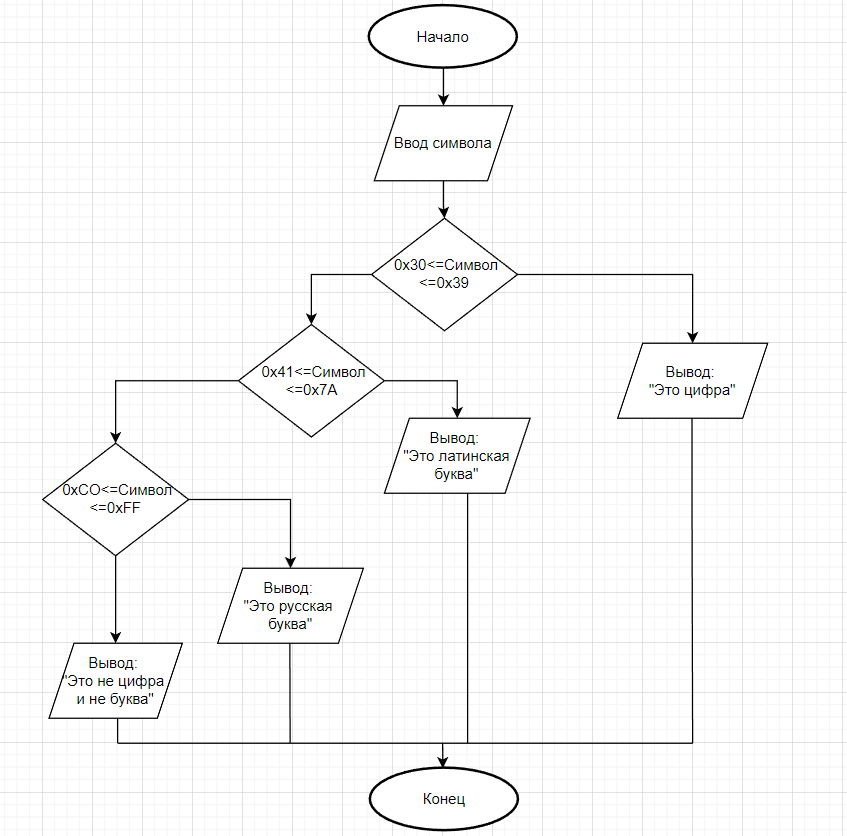 Начало
Ввод символа
0x30<=Символ
<=0x39
0x41<=Символ
<=0x7A
Вывод:
"Это цифра"
Вывод:
"Это латинская
буква"
0xCO<=Символ
<=0xFF
Вывод:
"Это русская
буква"
Вывод:
"Это не цифра
и не буква"
Конец